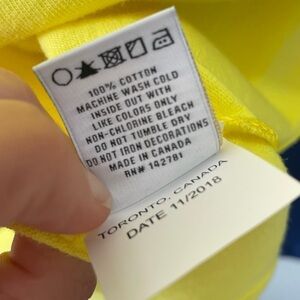 100% COTTON
MACHINE WASH COLD
INSIDE OUT WITH
LIKE COLORS ONLY
NON-CHLORINE BLEACH
DO NOT TUMBLE DRY
DO NOT IRON DECORATIONS
MADE IN CANADA
RN# 142781
TORONTO, CANADA
DATE 11/2018